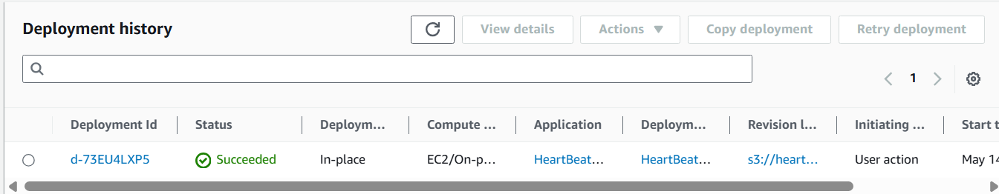 Deployment history
View details
Actions
Copy deployment
Retry deployment
1
Deployment Id Status Deploym... Compute ... Application Deploym... Revision l... Initiating ... Start t
d-73EU4LXP5 Succeeded In-place EC2/On-p... HeartBeat... HeartBeat... s3://heart... User action May 14